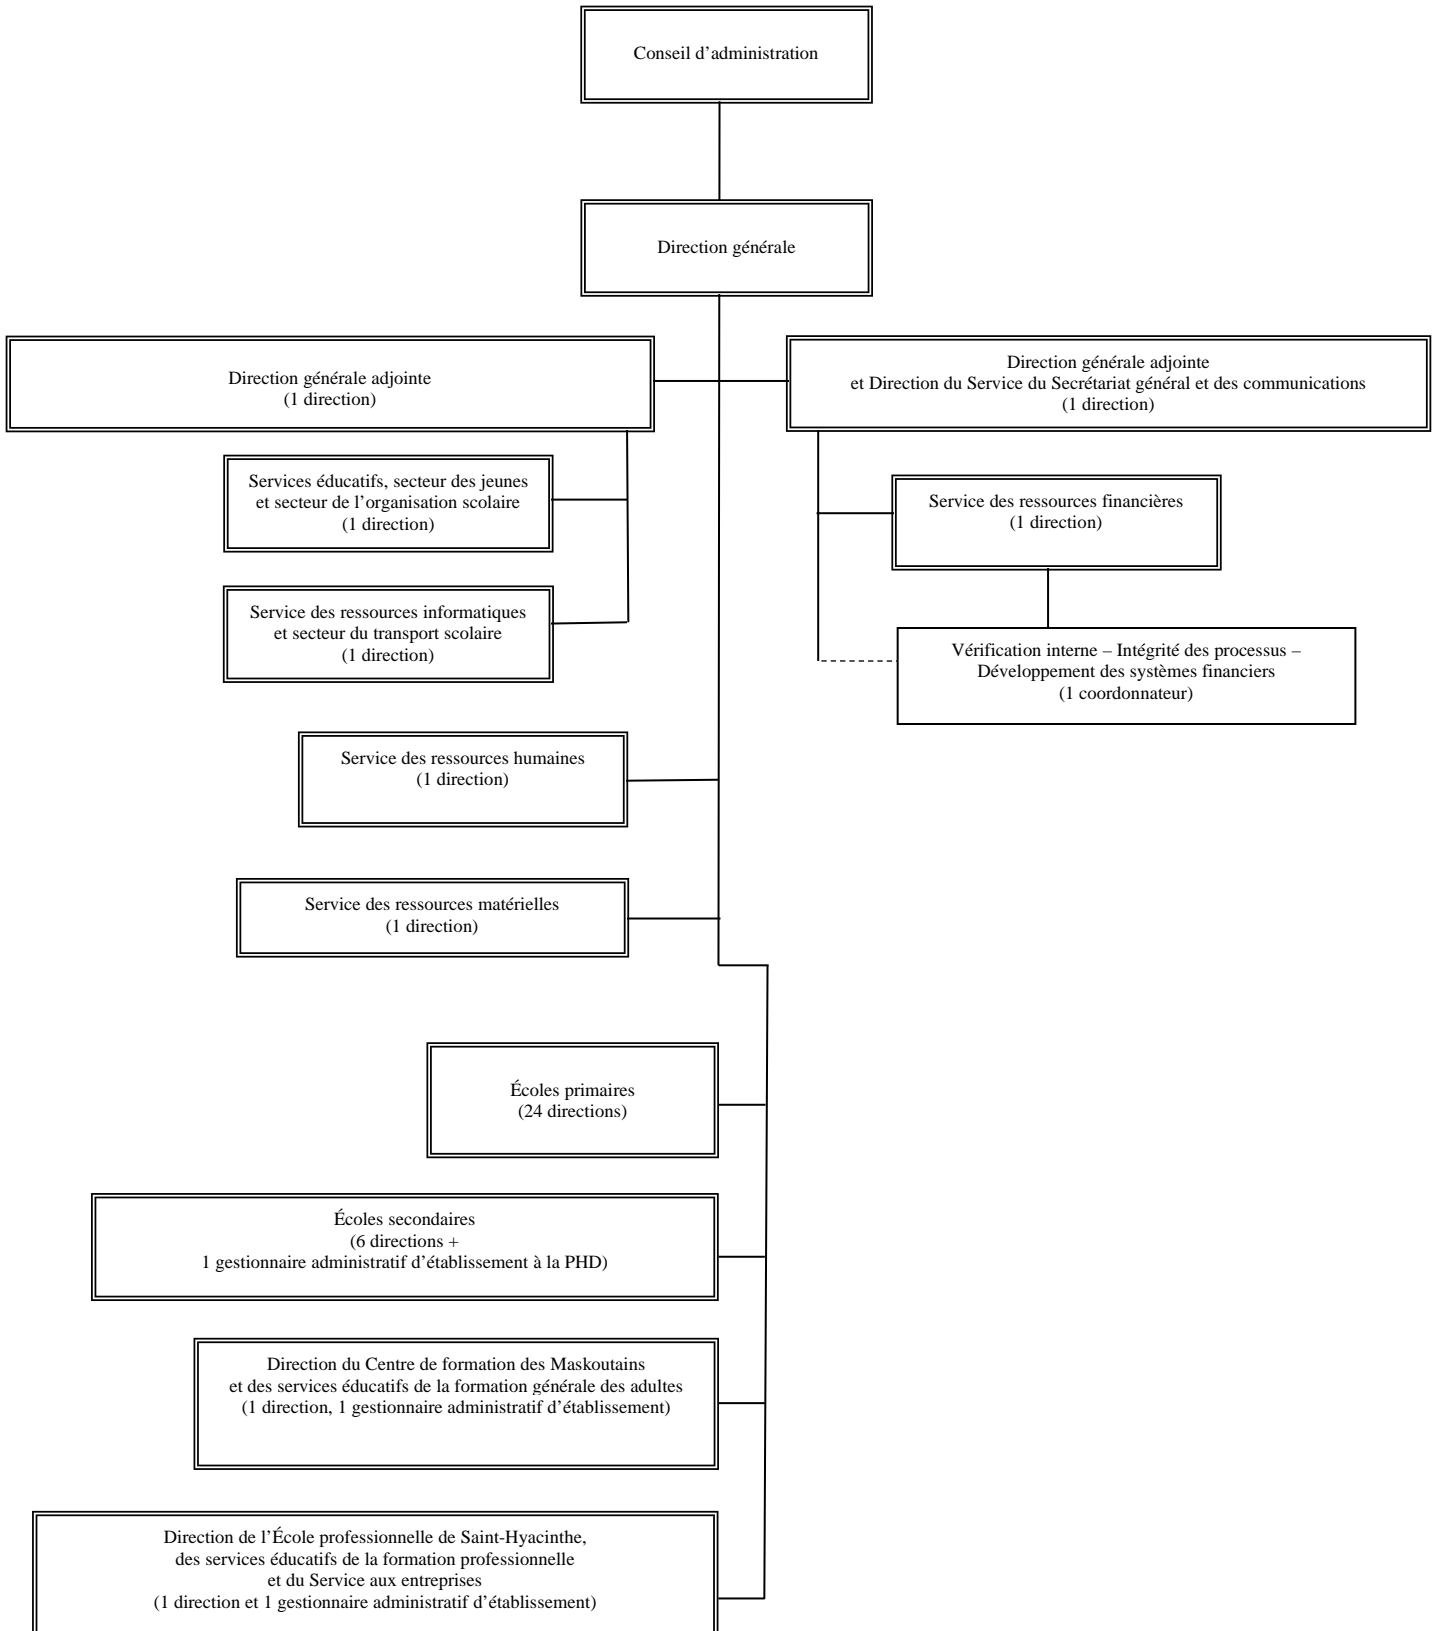 Conseil d’administration
Direction générale
Direction générale adjointe
(1 direction)
Direction générale adjointe
et Direction du Service du Secrétariat général et des communications
(1 direction)
Services éducatifs, secteur des jeunes
et secteur de l’organisation scolaire
(1 direction)
Service des ressources financières
(1 direction)
Service des ressources informatiques
et secteur du transport scolaire
(1 direction)
Vérification interne – Intégrité des processus –
Développement des systèmes financiers
(1 coordonnateur)
Service des ressources humaines
(1 direction)
Service des ressources matérielles
(1 direction)
Écoles primaires
(24 directions)
Écoles secondaires
(6 directions +
1 gestionnaire administratif d’établissement à la PHD)
Direction du Centre de formation des Maskoutains
et des services éducatifs de la formation générale des adultes
(1 direction, 1 gestionnaire administratif d’établissement)
Direction de l’École professionnelle de Saint-Hyacinthe,
des services éducatifs de la formation professionnelle
et du Service aux entreprises
(1 direction et 1 gestionnaire administratif d’établissement)